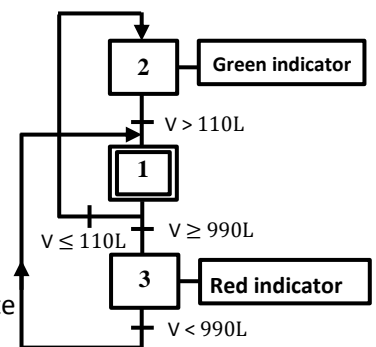 2
Green indicator
V > 110L
1
V ≤ 110L
V ≥ 990L
3
Red indicator
V < 990L